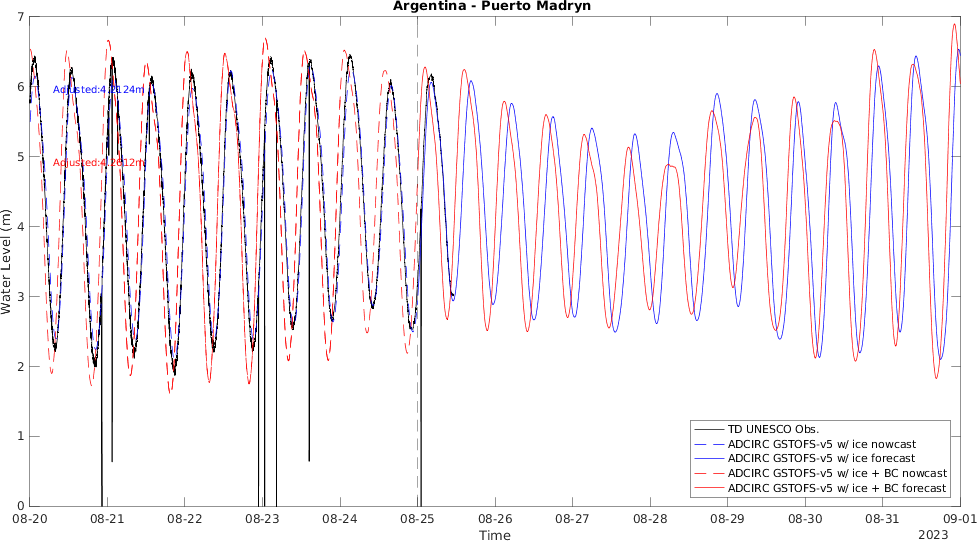 Argentina - Puerto Madryn
7
6
5
4
3
2
1
0
Water Level (m)
Adjusted:4.2124m
Adjusted:4.2612m
TD UNESCO Obs.
ADCIRC GSTOFS-v5 w/ ice nowcast
ADCIRC GSTOFS-v5 w/ ice forecast
ADCIRC GSTOFS-v5 w/ ice + BC nowcast
ADCIRC GSTOFS-v5 w/ ice + BC forecast
08-20 08-21 08-22 08-23 08-24 08-25 08-26 08-27 08-28 08-29 08-30 08-31 09-01
Time
2023